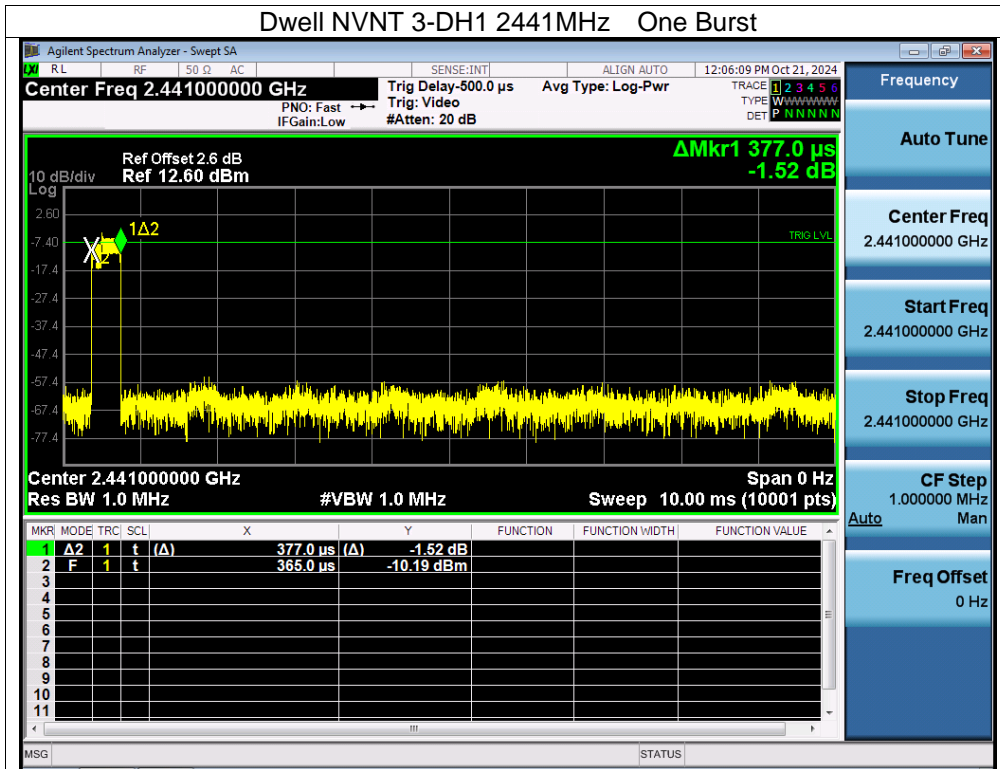 Dwell NVNT 3-DH1 2441MHz One Burst
Agilent Spectrum Analyzer - Swept SA
LXI RL RF 50 Ω AC SENSE:INT ALIGN AUTO 12:06:09 PM Oct 21, 2024
Center Freq 2.441000000 GHz
PNO: Fast
IFGain:Low
Trig Delay-500.0 µs
Trig: Video
#Atten: 20 dB
Avg Type: Log-Pwr
TRACE 1 2 3 4 5 6
TYPE WWWWWW
DET P N N N N N
Ref Offset 2.6 dB
10 dB/div Ref 12.60 dBm
Log
ΔMkr1 377.0 µs
-1.52 dB
2.60
-7.40
-17.4
-27.4
-37.4
-47.4
-57.4
-67.4
-77.4
1Δ2
2
TRIG LVL
Center 2.441000000 GHz Span 0 Hz
Res BW 1.0 MHz #VBW 1.0 MHz Sweep 10.00 ms (10001 pts)
MKR MODE TRC SCL X Y FUNCTION FUNCTION WIDTH FUNCTION VALUE
1 Δ2 1 t (Δ) 377.0 µs (Δ) -1.52 dB
2 F 1 t 365.0 µs -10.19 dBm
3
4
5
6
7
8
9
10
11
MSG STATUS
Frequency
Auto Tune
Center Freq
2.441000000 GHz
Start Freq
2.441000000 GHz
Stop Freq
2.441000000 GHz
CF Step
1.000000 MHz
Auto Man
Freq Offset
0 Hz